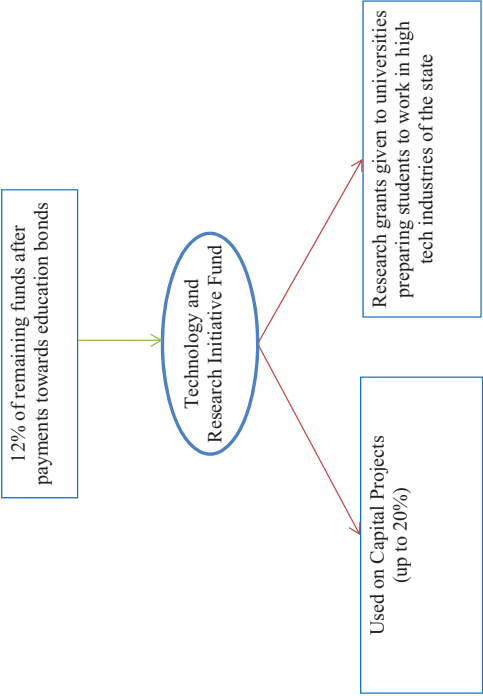 12% of remaining funds after
payments towards education bonds
Technology and
Research Initiative Fund
Used on Capital Projects
(up to 20%)
Research grants given to universities
preparing students to work in high
tech industries of the state